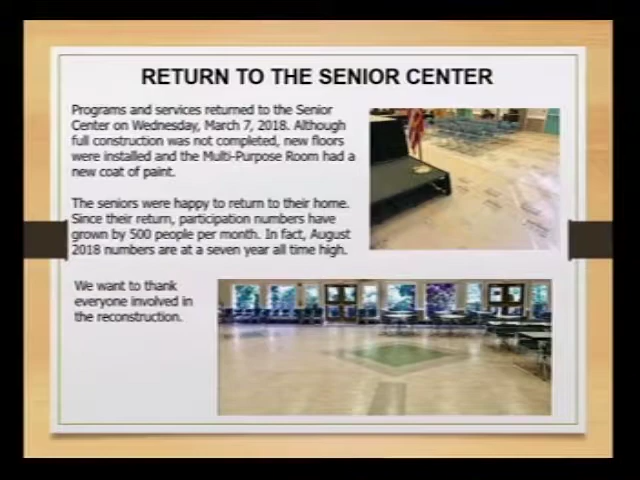 RETURN TO THE SENIOR CENTER
Programs and services returned to the Senior
Center on Wednesday, March 7, 2018. Although
full construction was not completed, new floors
were installed and the Multi-Purpose Room had a
new coat of paint.
The seniors were happy to return to their home.
Since their return, participation numbers have
grown by 500 people per month. In fact, August
2018 numbers are at a seven year all time high.
We want to thank
everyone involved in
the reconstruction.